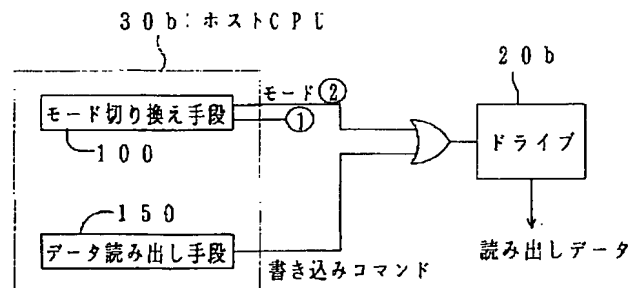 30b:ホストCPU
20b
モード切り換え手段
モード②
①
100
ドライブ
150
データ読み出し手段
書き込みコマンド
読み出しデータ